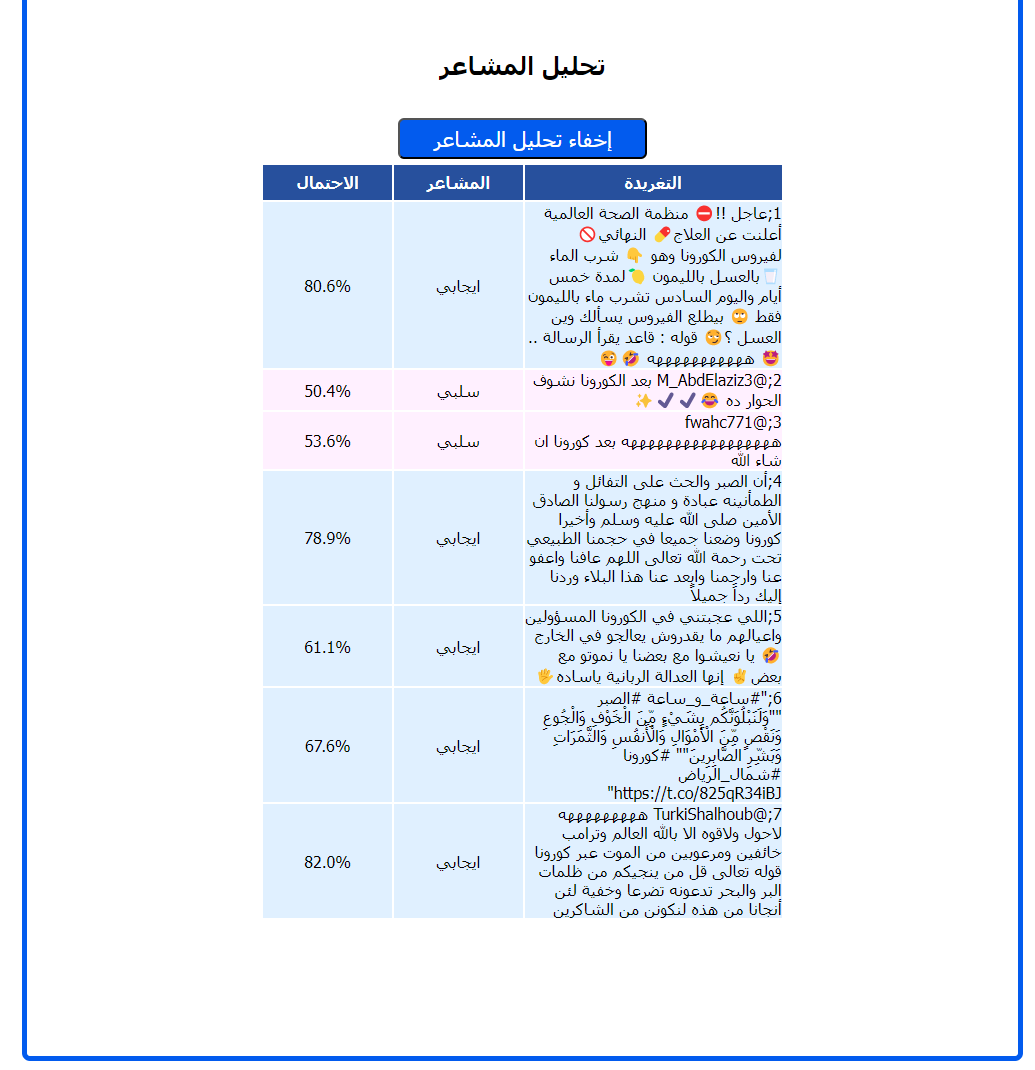 تحليل المشاعر
إخفاء تحليل المشاعر
التغريدة المشاعر الاحتمال
1;عاجل !!⛔ منظمة الصحة العالمية
أعلنت عن العلاج💊 النهائي🚫
لفيروس الكورونا وهو 👇 شرب الماء
🥛بالعسل بالليمون 🍋لمدة خمس
أيام واليوم السادس تشرب ماء بالليمون
فقط 🙄 بيطلع الفيروس يسألك وين
العسل ؟😏 قوله : قاعد يقرأ الرسالة ..
🤩 هههههههههههه 🤣 😜
ايجابي
80.6%
2;@M_AbdElaziz3 بعد الكورونا نشوف
الحوار ده 😂 ✔ ✔ ✨
سلبي
50.4%
3;@fwahc771
ههههههههههههههههه بعد كورونا ان
شاء الله
سلبي
53.6%
4;أن الصبر والحث على التفائل و
الطمأنينه عبادة و منهج رسولنا الصادق
الأمين صلى الله عليه وسلم وأخيرا
كورونا وضعنا جميعا في حجمنا الطبيعي
تحت رحمة الله تعالى اللهم عافنا واعفو
عنا وارحمنا وابعد عنا هذا البلاء وردنا
إليك رداً جميلاً
ايجابي
78.9%
5;اللي عجبتني في الكورونا المسؤولين
واعيالهم ما يقدروش يعالجو في الخارج
🤣 يا نعيشوا مع بعضنا يا نموتو مع
بعض✌ إنها العدالة الربانية ياساده🖐
ايجابي
61.1%
6;"#ساعة_و_ساعة #الصبر
""وَلَنَبْلُوَنَّكُم بِشَيْءٍ مِّنَ الْخَوْفِ وَالْجُوعِ
وَنَقْصٍ مِّنَ الْأَمْوَالِ وَالْأَنفُسِ وَالثَّمَرَاتِ
وَبَشِّرِ الصَّابِرِينَ"" #كورونا
#شمال_الرياض
https://t.co/825qR34iBJ"
ايجابي
67.6%
7;@TurkiShalhoub ههههههههههه
لاحول ولاقوه الا بالله العالم وترامب
خائفين ومرعوبين من الموت عبر كورونا
قوله تعالى قل من ينجيكم من ظلمات
البر والبحر تدعونه تضرعا وخفية لئن
أنجانا من هذه لنكونن من الشاكرين
ايجابي
82.0%